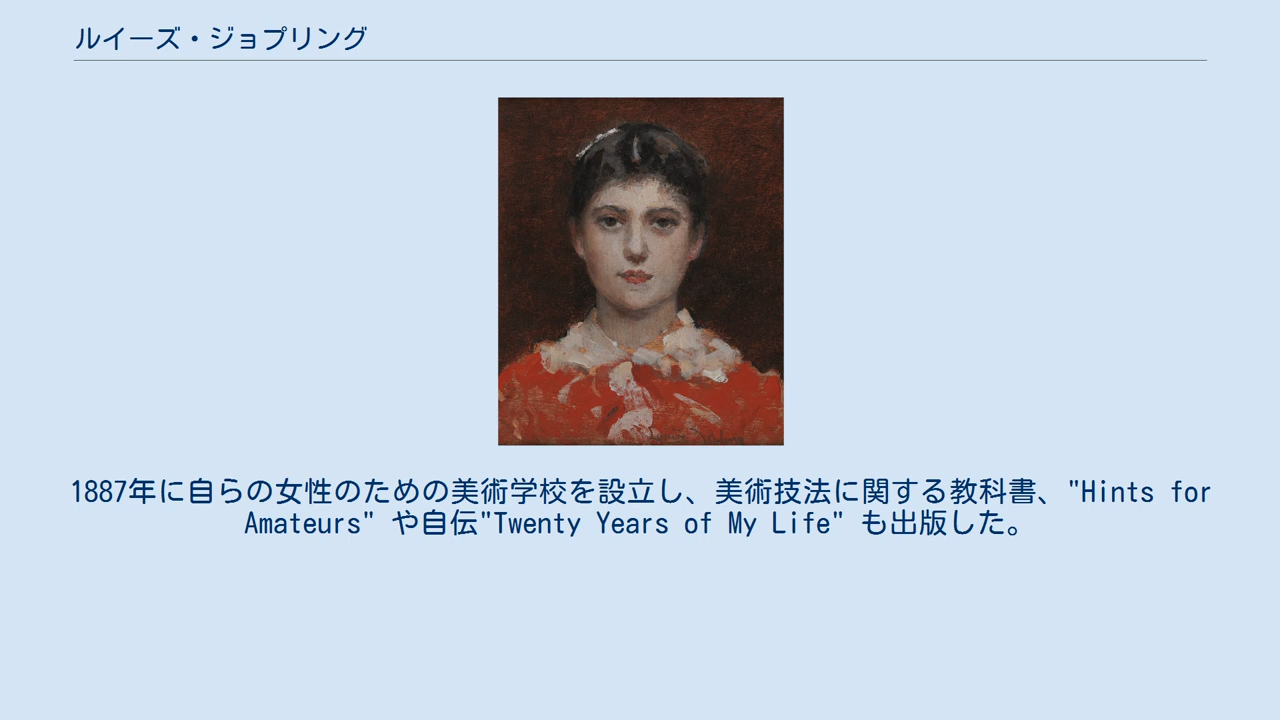 ルイーズ・ジョプリング
1887年に自らの女性のための美術学校を設立し、美術技法に関する教科書、"Hints for
Amateurs" や自伝"Twenty Years of My Life" も出版した。